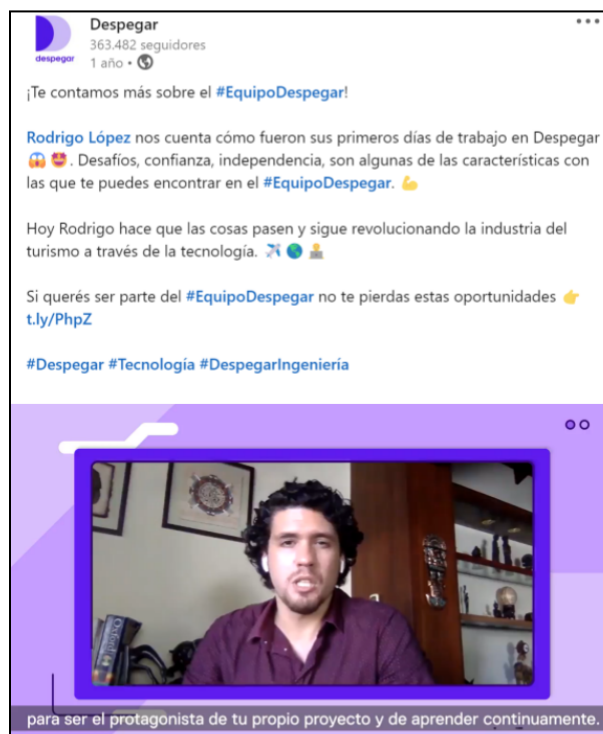 Despegar
363.482 seguidores
despegar
1 año •
¡Te contamos más sobre el #EquipoDespegar!
Rodrigo López nos cuenta cómo fueron sus primeros días de trabajo en Despegar
😱 🤩. Desafíos, confianza, independencia, son algunas de las características con
las que te puedes encontrar en el #EquipoDespegar. 💪
Hoy Rodrigo hace que las cosas pasen y sigue revolucionando la industria del
turismo a través de la tecnología. ✈️ 🌎 👨‍💻
Si querés ser parte del #EquipoDespegar no te pierdas estas oportunidades 👉
t.ly/PhpZ
#Despegar #Tecnología #DespegarIngeniería
para ser el protagonista de tu propio proyecto y de aprender continuamente.